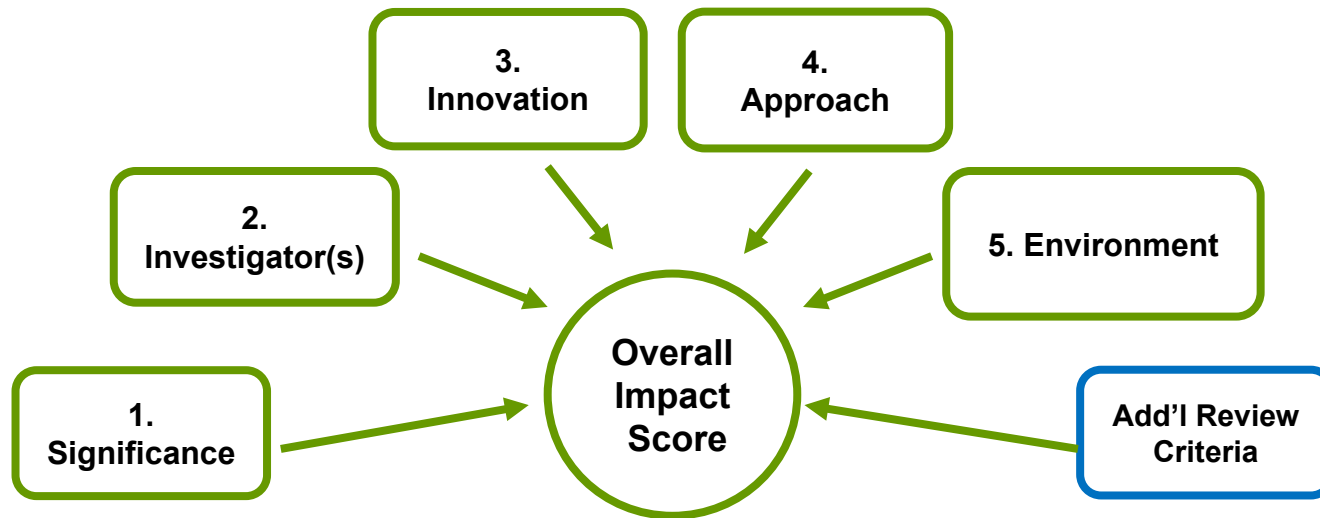 1.
Significance
2.
Investigator(s)
3.
Innovation
4.
Approach
5. Environment
Add’l Review
Criteria
Overall
Impact
Score